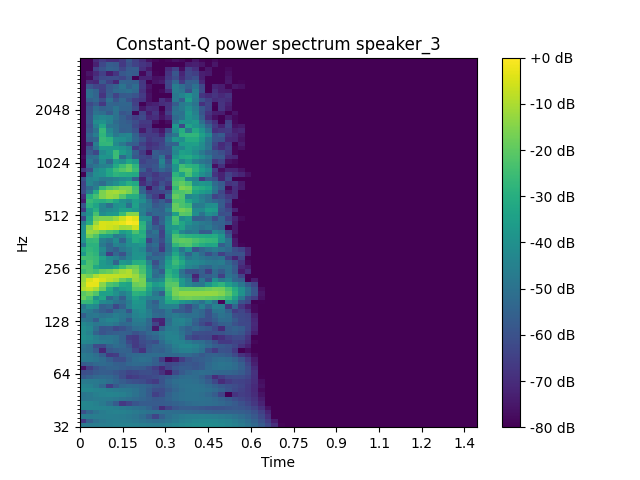 Constant-Q power spectrum speaker_3
Hz
2048
1024
512
256
128
64
32
0 0.15 0.3 0.45 0.6 0.75 0.9 1.1 1.2 1.4
Time
+0 dB
-10 dB
-20 dB
-30 dB
-40 dB
-50 dB
-60 dB
-70 dB
-80 dB